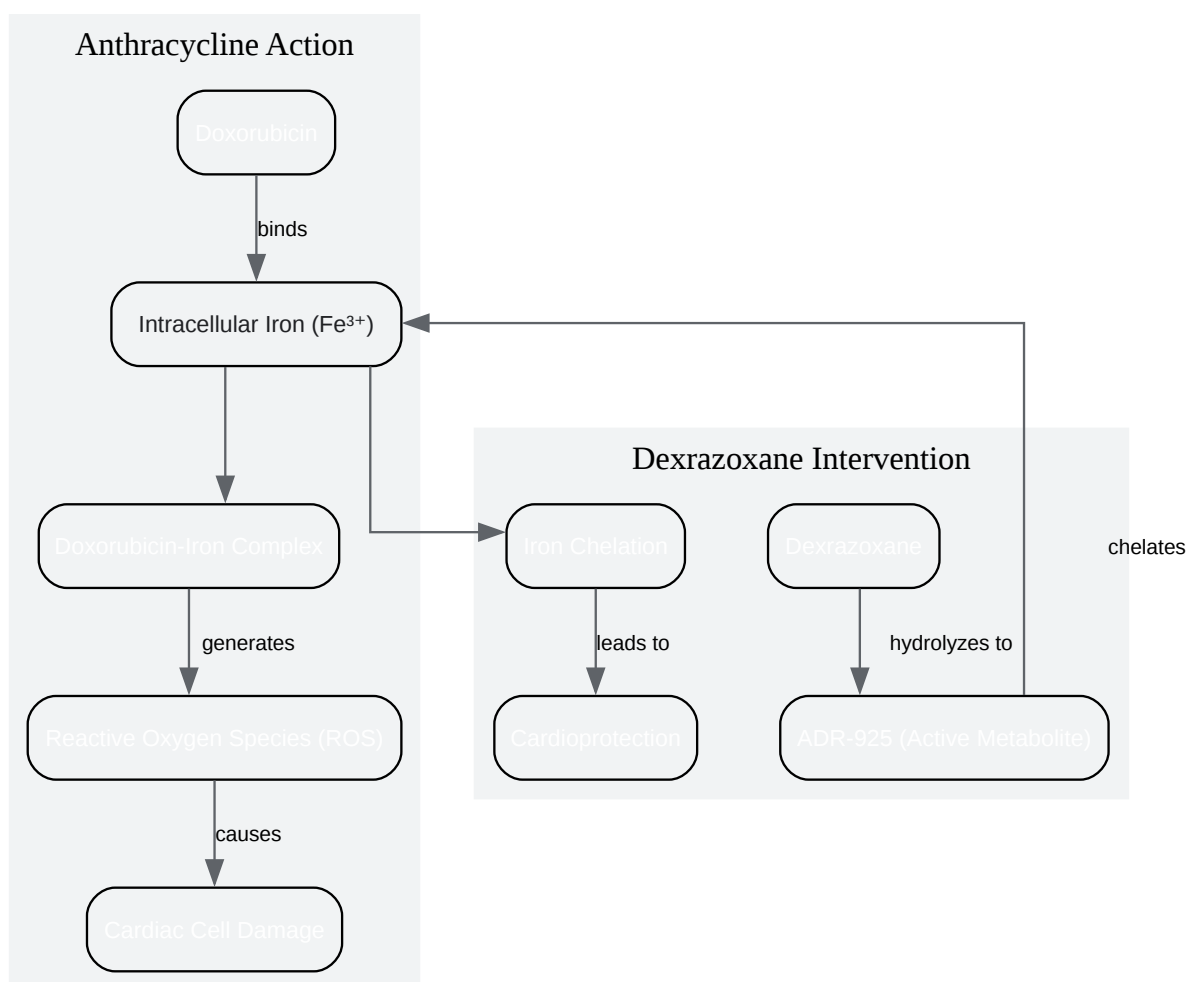 Anthracycline Action
Doxorubicin
binds
Intracellular Iron (Fe³⁺)
Doxorubicin-Iron Complex
generates
Reactive Oxygen Species (ROS)
causes
Cardiac Cell Damage
Dexrazoxane Intervention
Iron Chelation
Dexrazoxane
chelates
leads to
hydrolyzes to
Cardioprotection
ADR-925 (Active Metabolite)